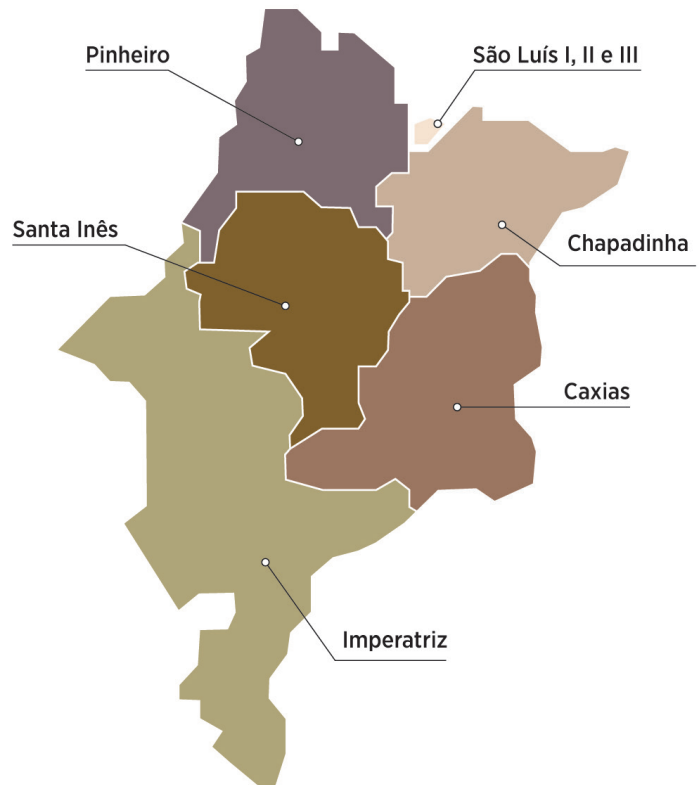 Pinheiro
São Luís I, II e III
Santa Inês
Chapadinha
Caxias
Imperatriz